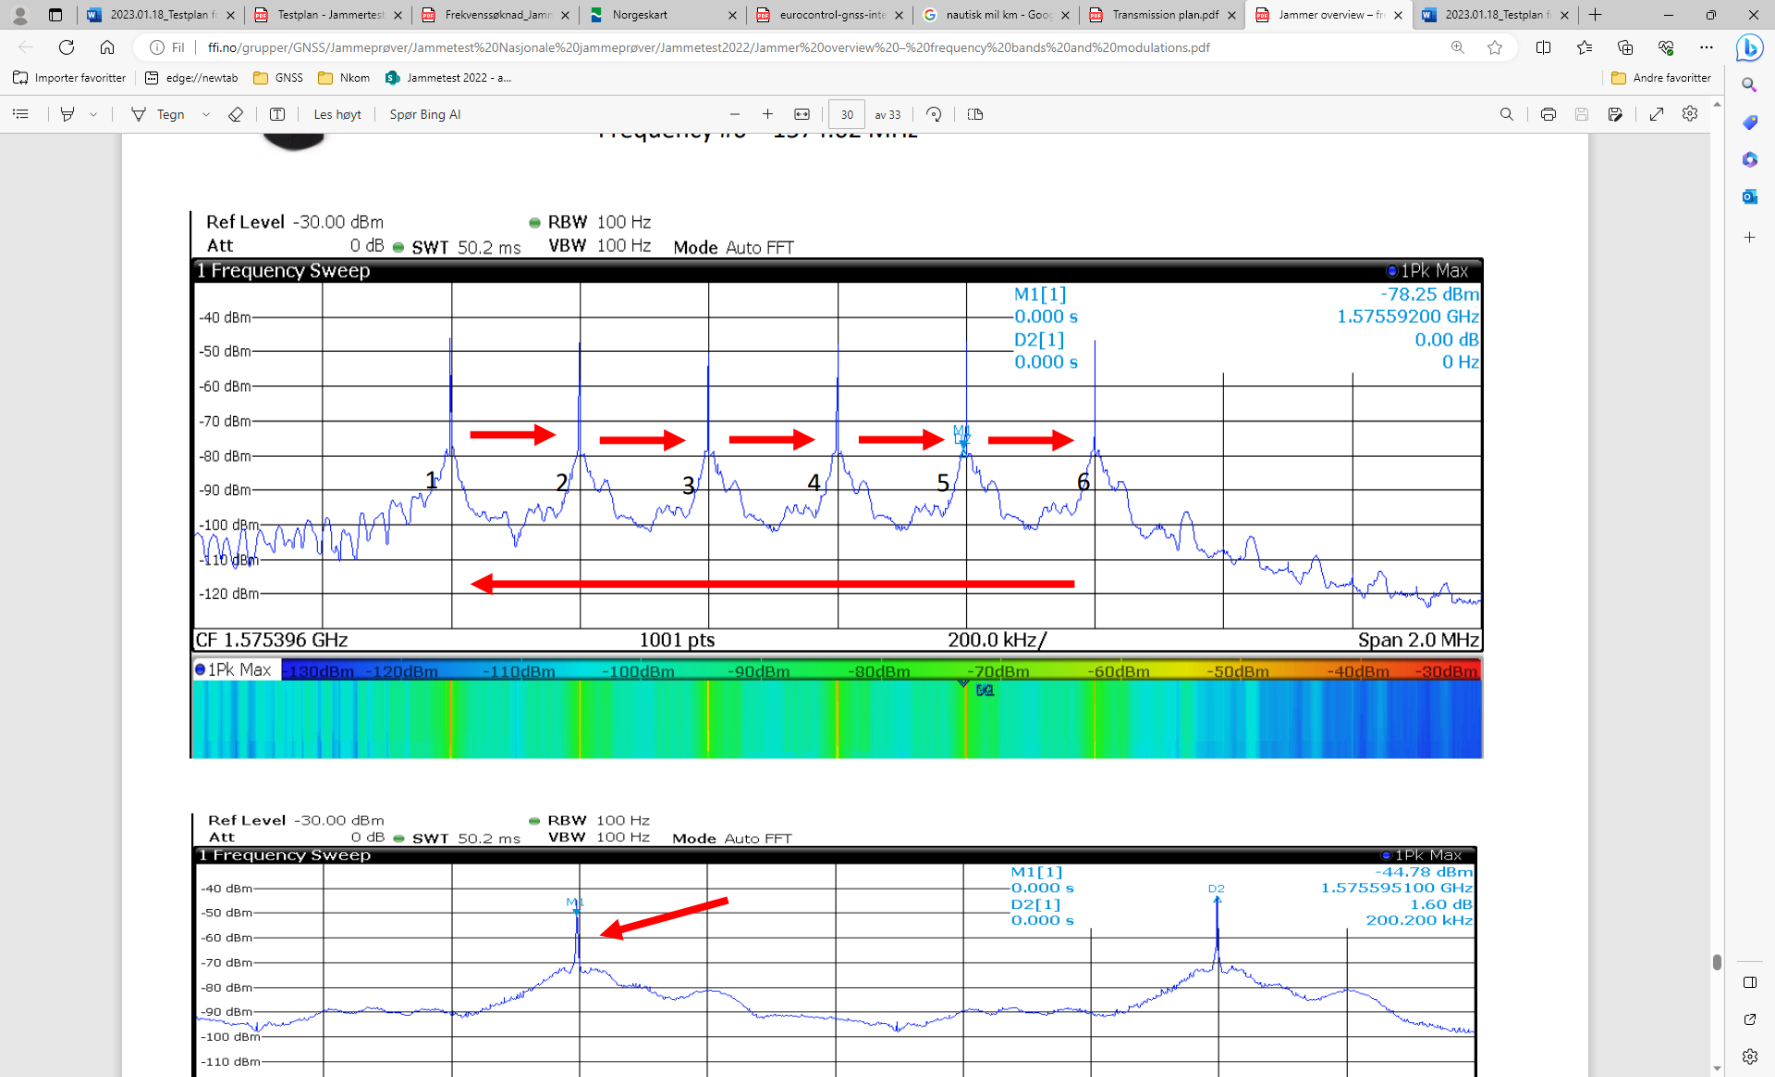 2023.01.18_Testplan f
Testplan - Jammertest
Frekvenssøknad_Jamn
Norgeskart
eurocontrol-gnss-inte
nautisk mil km - Goo
Transmission plan.pdf
Jammer overview – fr
2023.01.18_Testplan f
Fil
ffi.no/grupper/GNSS/Jammeprøver/Jammetest%20Nasjonale%20jammeprøver/Jammetest2022/Jammer%20overview%20–%20frequency%20bands%20and%20modulations.pdf
Importer favoritter
edge://newtab
GNSS
Nkom
Jammetest 2022 - a...
Andre favoritter
Tegn
Les høyt
Spør Bing AI
30
av 33
Ref Level -30.00 dBm
RBW 100 Hz
Att 0 dB
SWT 50.2 ms
VBW 100 Hz
Mode Auto FFT
1 Frequency Sweep
1Pk Max
M1[1] -78.25 dBm
0.000 s 1.57559200 GHz
D2[1] 0.00 dB
0.000 s 0 Hz
-40 dBm
-50 dBm
-60 dBm
-70 dBm
M1
D2
-80 dBm
1 2 3 4 5 6
-90 dBm
-100 dBm
-110 dBm
-120 dBm
CF 1.575396 GHz
1001 pts
200.0 kHz/
Span 2.0 MHz
1Pk Max
-130dBm -120dBm -110dBm -100dBm -90dBm -80dBm -70dBm -60dBm -50dBm -40dBm -30dBm
Ref Level -30.00 dBm
RBW 100 Hz
Att 0 dB
SWT 50.2 ms
VBW 100 Hz
Mode Auto FFT
1 Frequency Sweep
1Pk Max
M1[1] -44.78 dBm
0.000 s 1.575595100 GHz
D2[1] 1.60 dB
0.000 s 200.200 kHz
M1
D2
-40 dBm
-50 dBm
-60 dBm
-70 dBm
-80 dBm
-90 dBm
-100 dBm
-110 dBm